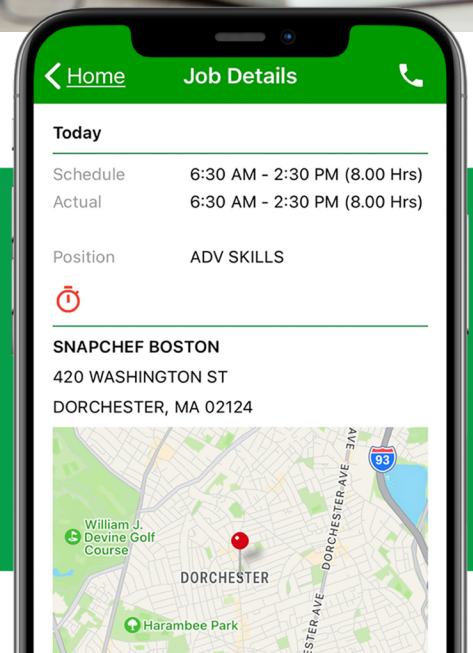 Home
Job Details
Today
Schedule 6:30 AM - 2:30 PM (8.00 Hrs)
Actual 6:30 AM - 2:30 PM (8.00 Hrs)
Position ADV SKILLS
SNAPCHEF BOSTON
420 WASHINGTON ST
DORCHESTER, MA 02124
AVE
93
DORCHESTER AVE
William J.
Devine Golf
Course
DORCHESTER
Harambee Park
STER AVE